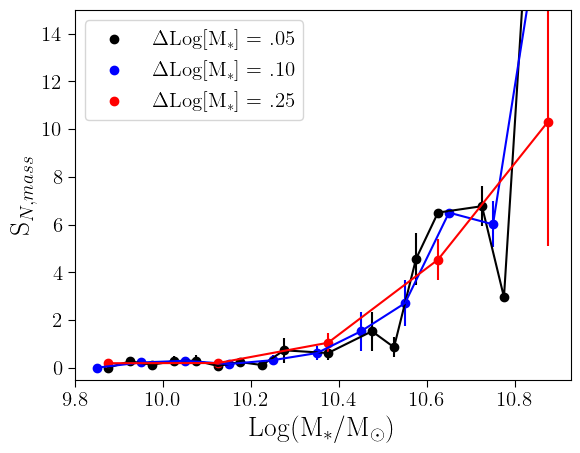 ΔLog[M*] = .05
ΔLog[M*] = .10
ΔLog[M*] = .25
14
12
10
8
6
4
2
0
S_{N,mass}
9.8 10.0 10.2 10.4 10.6 10.8
Log(M*/M⊙)